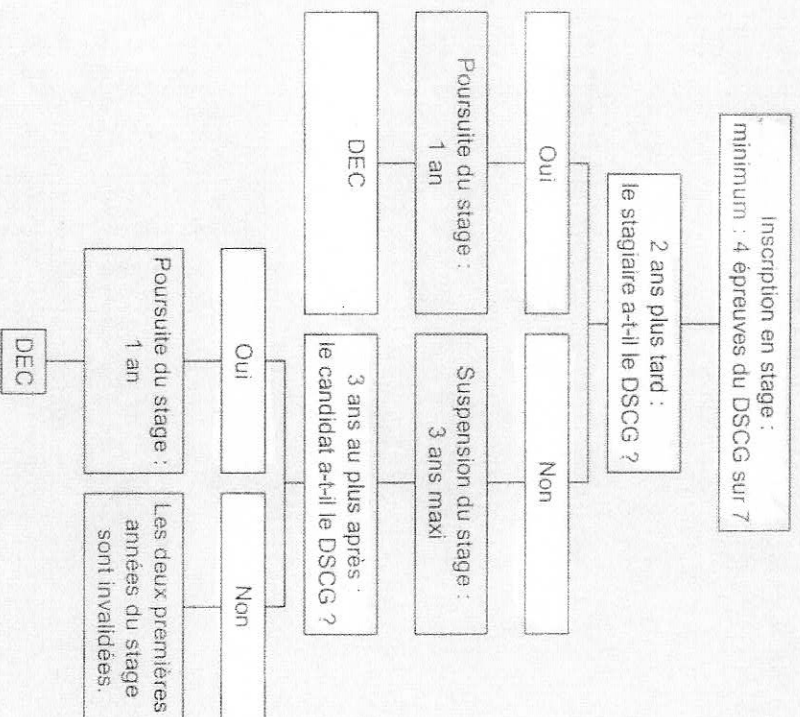 Inscription en stage :
minimum : 4 épreuves du DSCG sur 7
2 ans plus tard :
le stagiaire a-t-il le DSCG ?
Oui
Non
Poursuite du stage :
1 an
Suspension du stage :
3 ans maxi
DEC
3 ans au plus après :
le candidat a-t-il le DSCG ?
Oui
Non
Poursuite du stage :
1 an
Les deux premières
années du stage
sont invalidées.
DEC